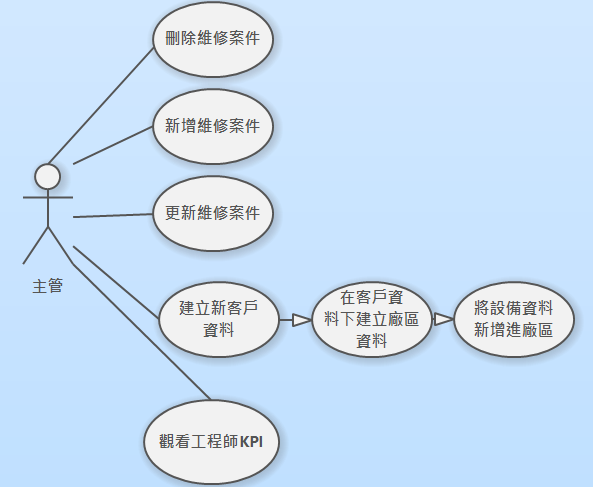 刪除維修案件
新增維修案件
更新維修案件
主管
建立新客戶
資料
在客戶資
料下建立廠區
資料
將設備資料
新增進廠區
觀看工程師KPI